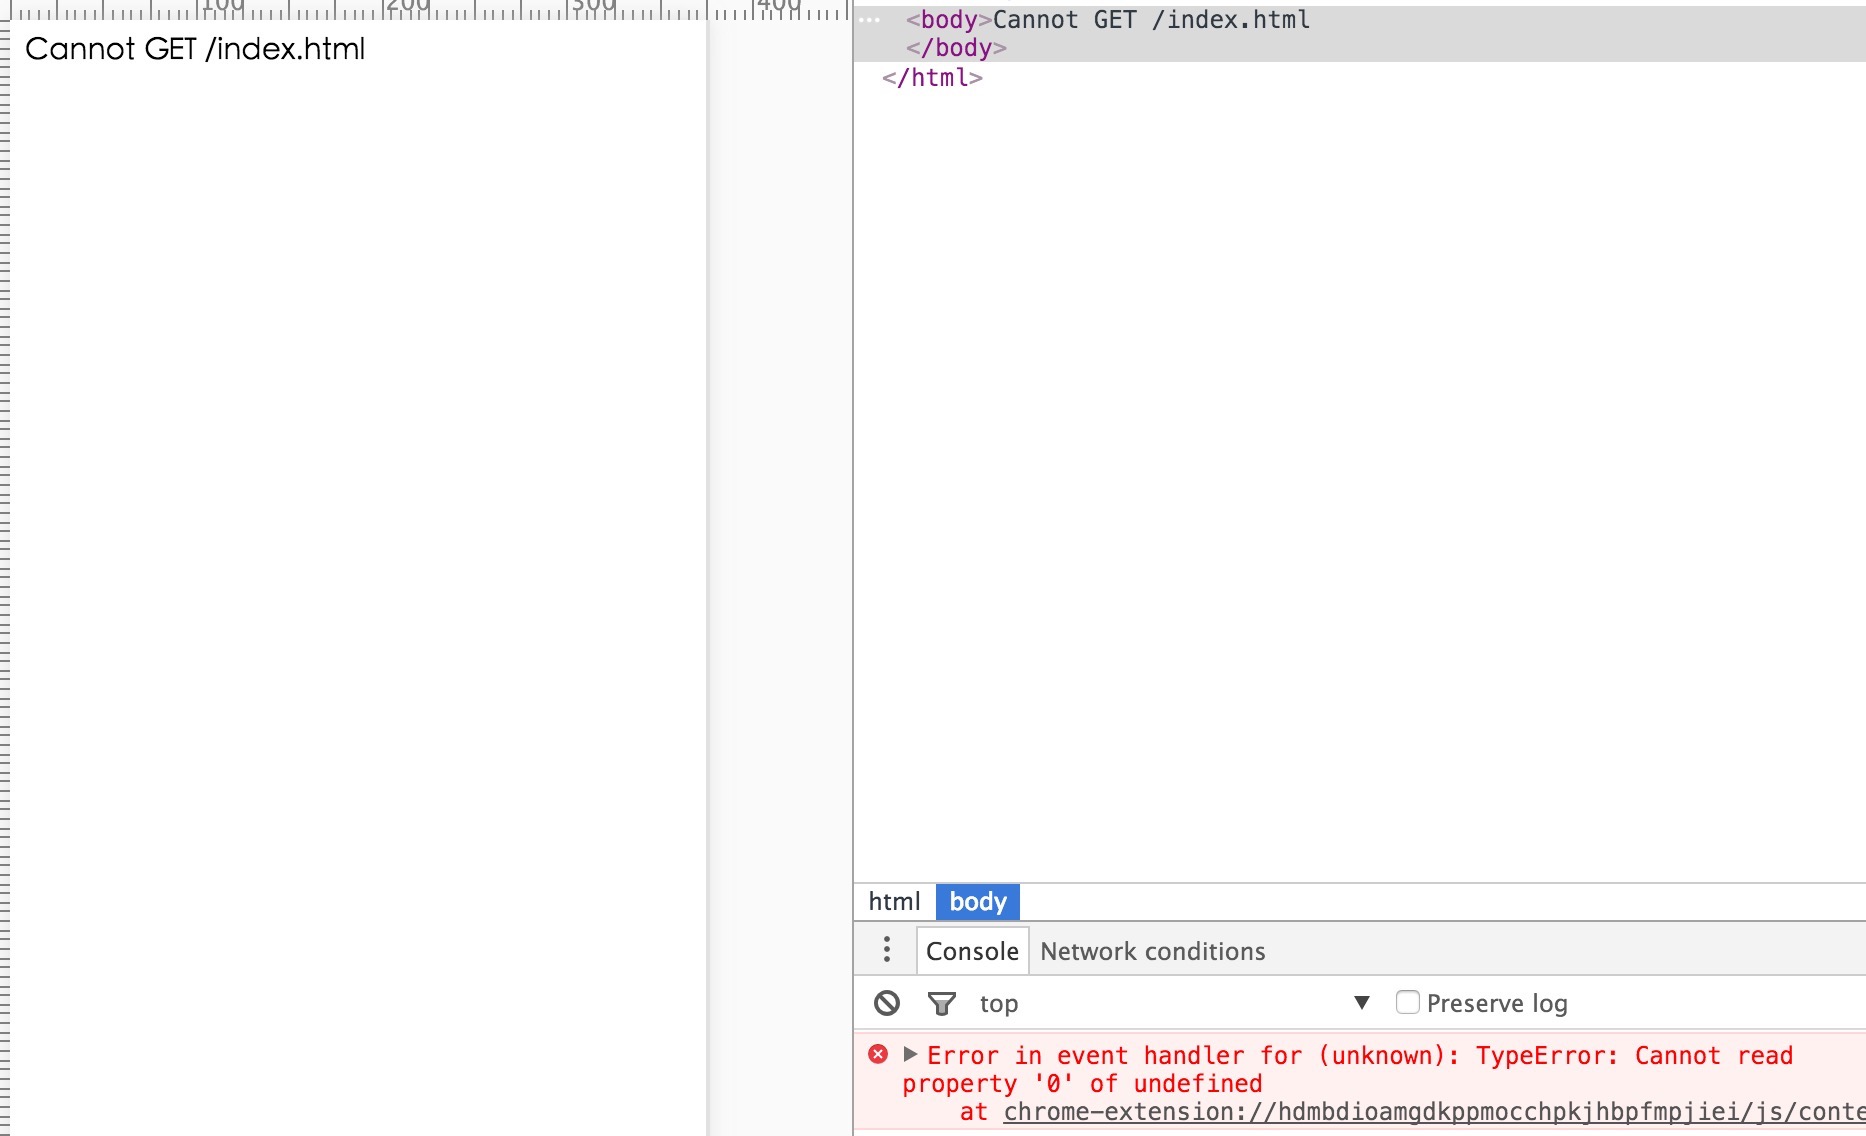 100 200 300 400
Cannot GET /index.html
<body>Cannot GET /index.html
</body>
</html>
html body
Console Network conditions
top ▼ Preserve log
Error in event handler for (unknown): TypeError: Cannot read
property '0' of undefined
at chrome-extension://hdmbdioamgdkppmocchpkjhbpfmpjiei/js/conte